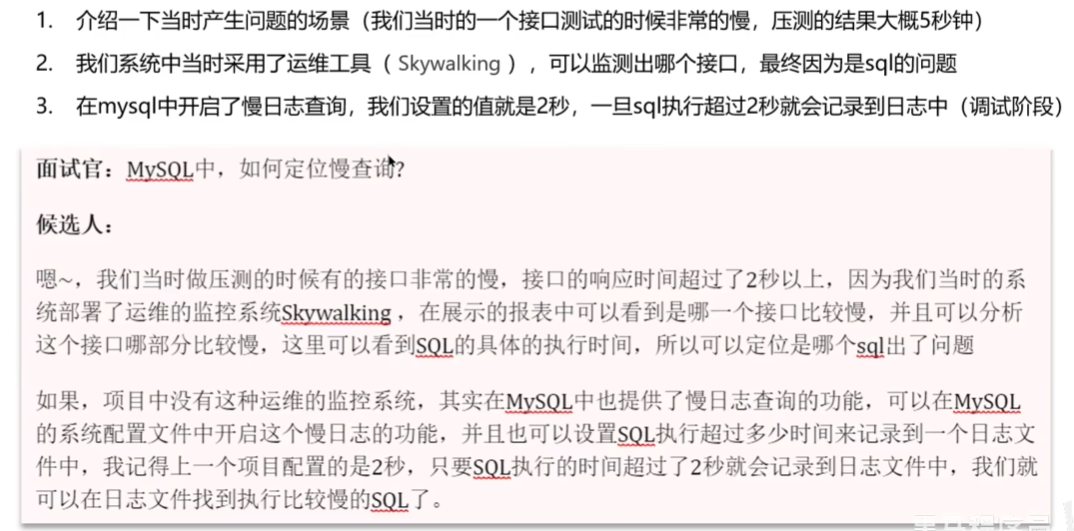 1. 介绍一下当时产生问题的场景（我们当时的一个接口测试的时候非常的慢，压测的结果大概5秒钟）
2. 我们系统中当时采用了运维工具（ Skywalking ），可以监测出哪个接口，最终因为是sql的问题
3. 在mysql中开启了慢日志查询，我们设置的值就是2秒，一旦sql执行超过2秒就会记录到日志中（调试阶段）
面试官：MySQL中，如何定位慢查询?
候选人：
嗯~，我们当时做压测的时候有的接口非常的慢，接口的响应时间超过了2秒以上，因为我们当时的系
统部署了运维的监控系统Skywalking ，在展示的报表中可以看到是哪一个接口比较慢，并且可以分析
这个接口哪部分比较慢，这里可以看到SQL的具体的执行时间，所以可以定位是哪个sql出了问题
如果，项目中没有这种运维的监控系统，其实在MySQL中也提供了慢日志查询的功能，可以在MySQL
的系统配置文件中开启这个慢日志的功能，并且也可以设置SQL执行超过多少时间来记录到一个日志文
件中，我记得上一个项目配置的是2秒，只要SQL执行的时间超过了2秒就会记录到日志文件中，我们就
可以在日志文件找到执行比较慢的SQL了。